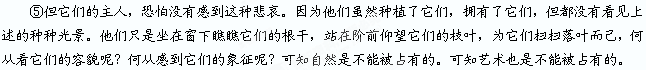 ⑤但它们的主人，恐怕没有感到这种悲哀。因为他们虽然种植了它们，拥有了它们，但都没有看见上
述的种种光景。他们只是坐在窗下瞧瞧它们的根干，站在阶前仰望它们的枝叶，为它们扫扫落叶而已，何
从看它们的容貌呢？何从感到它们的象征呢？可知自然是不能被占有的。可知艺术也是不能被占有的。